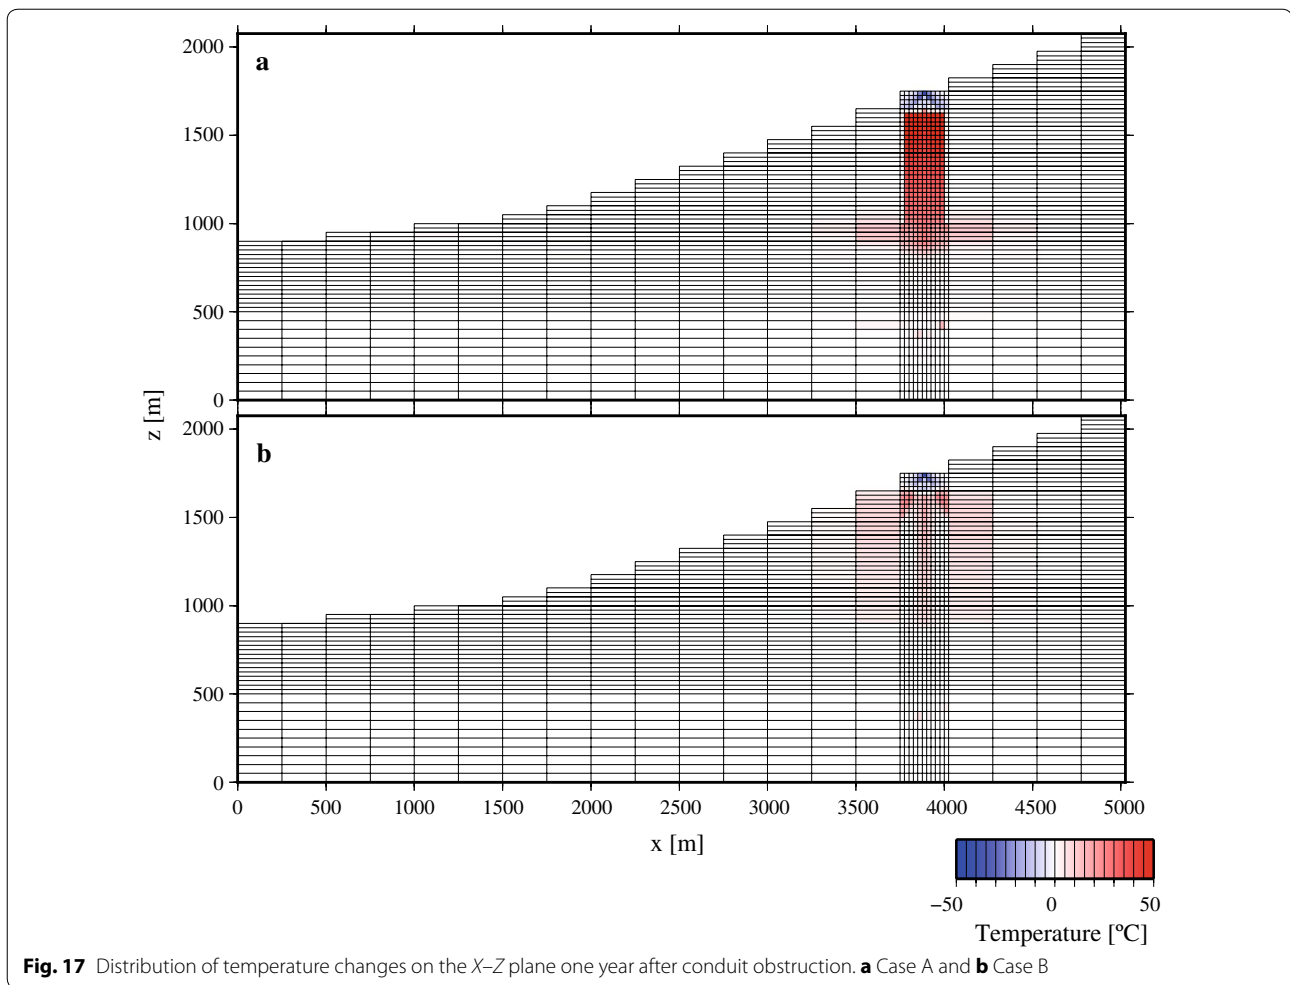 2000
a
1500
1000
500
0
z [m]
2000
b
1500
1000
500
0
0 500 1000 1500 2000 2500 3000 3500 4000 4500 5000
x [m]
−50 0 50
Temperature [ºC]
Fig. 17 Distribution of temperature changes on the X–Z plane one year after conduit obstruction. a Case A and b Case B